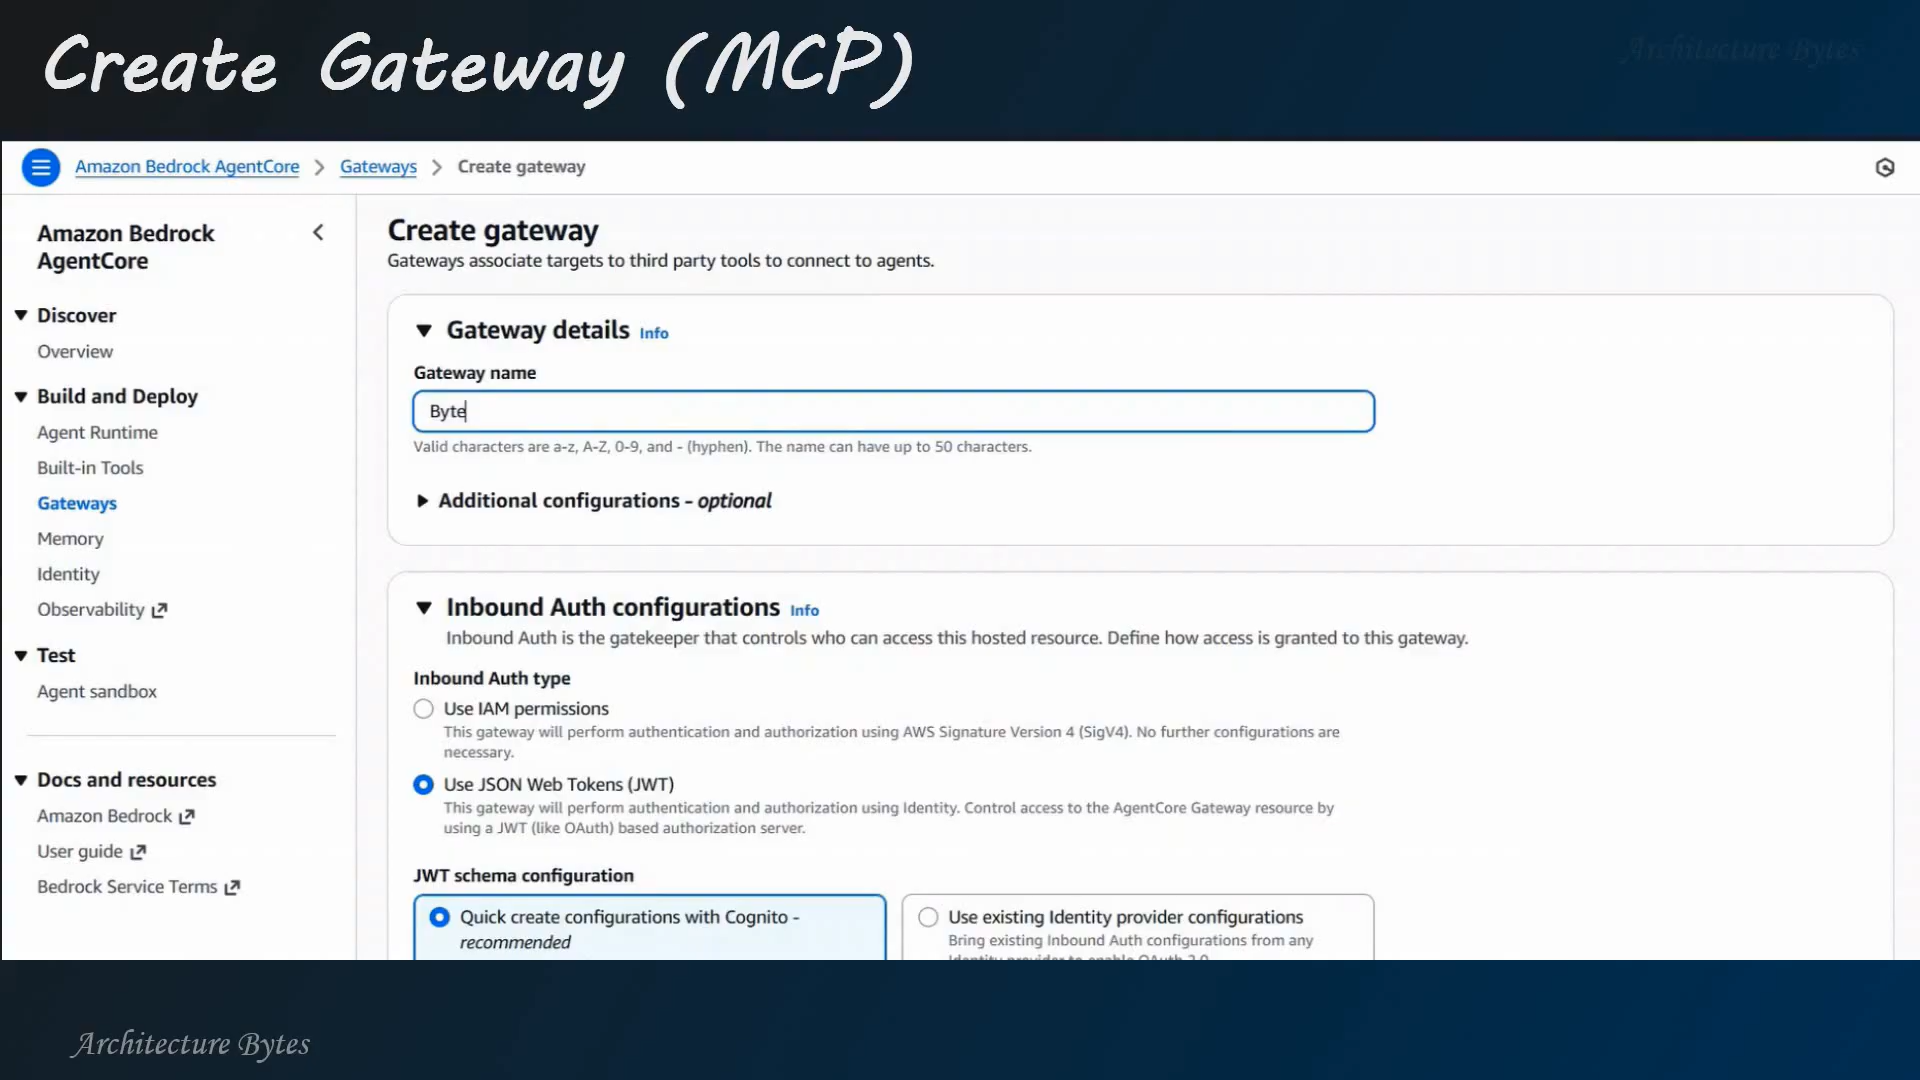 Create Gateway (MCP)
Architecture Bytes
Amazon Bedrock AgentCore
Gateways
Create gateway
Amazon Bedrock
AgentCore
Discover
Overview
Build and Deploy
Agent Runtime
Built-in Tools
Gateways
Memory
Identity
Observability
Test
Agent sandbox
Docs and resources
Amazon Bedrock
User guide
Bedrock Service Terms
Create gateway
Gateways associate targets to third party tools to connect to agents.
Gateway details Info
Gateway name
Byte
Valid characters are a-z, A-Z, 0-9, and - (hyphen). The name can have up to 50 characters.
Additional configurations - optional
Inbound Auth configurations Info
Inbound Auth is the gatekeeper that controls who can access this hosted resource. Define how access is granted to this gateway.
Inbound Auth type
Use IAM permissions
This gateway will perform authentication and authorization using AWS Signature Version 4 (SigV4). No further configurations are
necessary.
Use JSON Web Tokens (JWT)
This gateway will perform authentication and authorization using Identity. Control access to the AgentCore Gateway resource by
using a JWT (like OAuth) based authorization server.
JWT schema configuration
Quick create configurations with Cognito -
recommended
Use existing Identity provider configurations
Bring existing Inbound Auth configurations from any
Identity provider to enable OAuth 2.0
Architecture Bytes